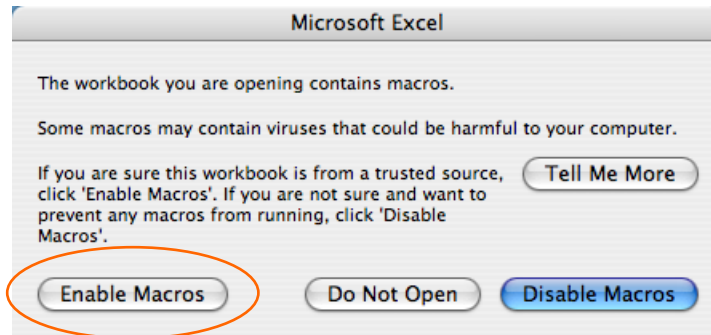 Microsoft Excel
The workbook you are opening contains macros.
Some macros may contain viruses that could be harmful to your computer.
If you are sure this workbook is from a trusted source,
click 'Enable Macros'. If you are not sure and want to
prevent any macros from running, click 'Disable
Macros'.
Tell Me More
Enable Macros
Do Not Open
Disable Macros